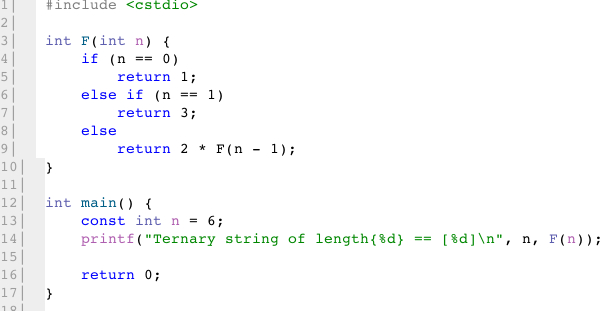 1| #include <cstdio>
2|
3| int F(int n) {
4|     if (n == 0)
5|         return 1;
6|     else if (n == 1)
7|         return 3;
8|     else
9|         return 2 * F(n - 1);
10| }
11|
12| int main() {
13|     const int n = 6;
14|     printf("Ternary string of length{%d} == [%d]\n", n, F(n));
15|
16|     return 0;
17| }
18|